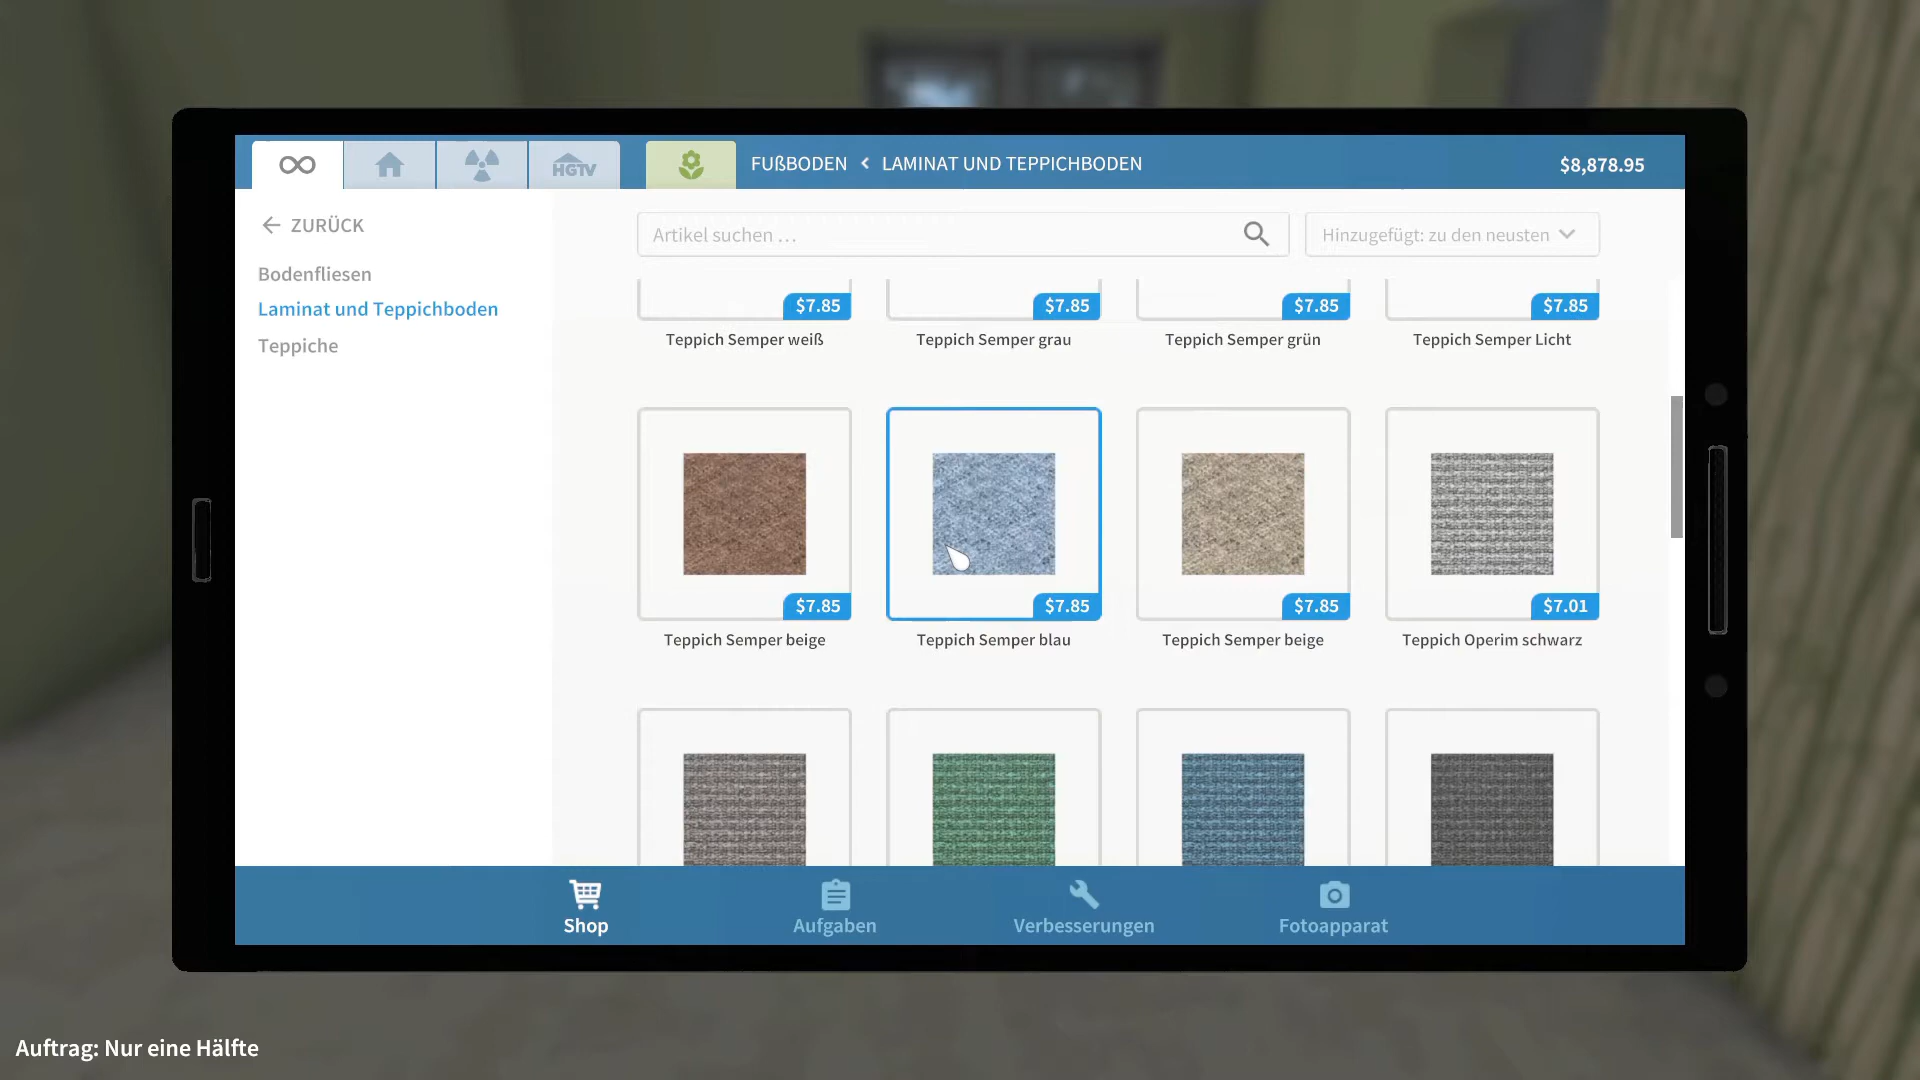 HGTV
FUßBODEN < LAMINAT UND TEPPICHBODEN
$8,878.95
ZURÜCK
Artikel suchen ...
Hinzugefügt: zu den neusten
Bodenfliesen
Laminat und Teppichboden
Teppiche
$7.85 $7.85 $7.85 $7.85
Teppich Semper weiß Teppich Semper grau Teppich Semper grün Teppich Semper Licht
$7.85 $7.85 $7.85 $7.01
Teppich Semper beige Teppich Semper blau Teppich Semper beige Teppich Operim schwarz
Shop Aufgaben Verbesserungen Fotoapparat
Auftrag: Nur eine Hälfte